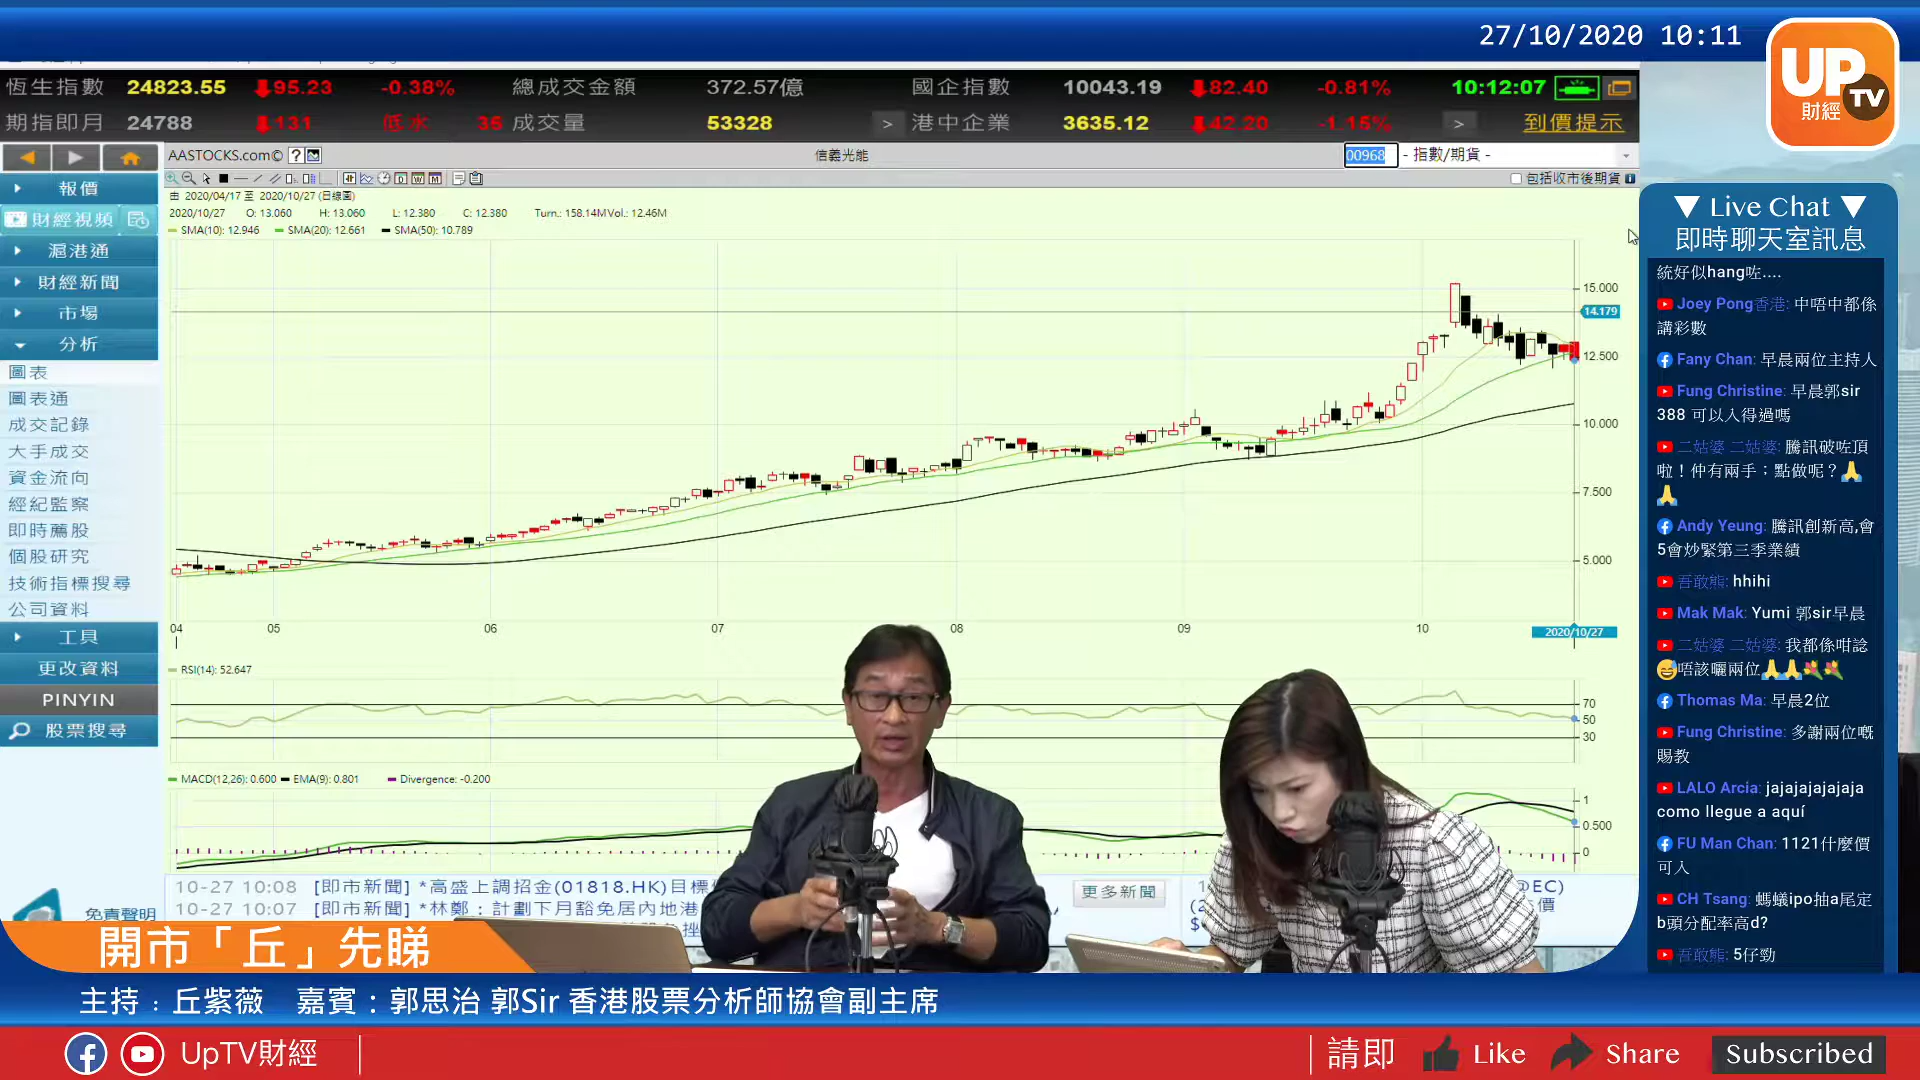 27/10/2020 10:11
UP TV 財經
恆生指數 24823.55 95.23 -0.38% 總成交金額 372.57億 國企指數 10043.19 82.40 -0.81% 10:12:07
期指即月 24788 131 低水 35 成交量 53328 > 港中企業 3635.12 42.20 -1.15% > 到價提示
AASTOCKS.com© ? 信義光能 00968 - 指數/期貨 -
包括收市後期貨
由 2020/04/17 至 2020/10/27 (日線圖)
2020/10/27 O: 13.060 H: 13.060 L: 12.380 C: 12.380 Turn.: 158.14M Vol.: 12.46M
SMA(10): 12.946 SMA(20): 12.661 SMA(50): 10.789
報價
財經視頻
滬港通
財經新聞
市場
分析
圖表
圖表通
成交記錄
大手成交
資金流向
經紀監察
即時薦股
個股研究
技術指標搜尋
公司資料
工具
更改資料
PINYIN
股票搜尋
免責聲明
15.000
14.179
12.500
10.000
7.500
5.000
04 05 06 07 08 09 10 2020/10/27
RSI(14): 52.647
70
50
30
MACD(12,26): 0.600 EMA(9): 0.801 Divergence: -0.200
1
0.500
0
10-27 10:08 [即市新聞] *高盛上調招金(01818.HK)目標
10-27 10:07 [即市新聞] *林鄭：計劃下月豁免居內地港
更多新聞
▼ Live Chat ▼
即時聊天室訊息
統好似hang咗....
Joey Pong香港: 中唔中都係
講彩數
Fany Chan: 早晨兩位主持人
Fung Christine: 早晨郭sir
388 可以入得過嗎
二姑婆 二姑婆: 騰訊破咗頂
啦！仲有兩手；點做呢？🙏
🙏
Andy Yeung: 騰訊創新高,會
5會炒緊第三季業績
吾敢熊: hhihi
Mak Mak: Yumi 郭sir早晨
二姑婆 二姑婆: 我都係咁諗
😅唔該曬兩位🙏🙏💐💐
Thomas Ma: 早晨2位
Fung Christine: 多謝兩位嘅
賜教
LALO Arcia: jajajajajajaja
como llegue a aquí
FU Man Chan: 1121什麼價
可入
CH Tsang: 螞蟻ipo抽a尾定
b頭分配率高d?
吾敢熊: 5仔勁
開市「丘」先睇
主持：丘紫薇 嘉賓：郭思治 郭Sir 香港股票分析師協會副主席
UpTV財經
請即 Like Share Subscribed